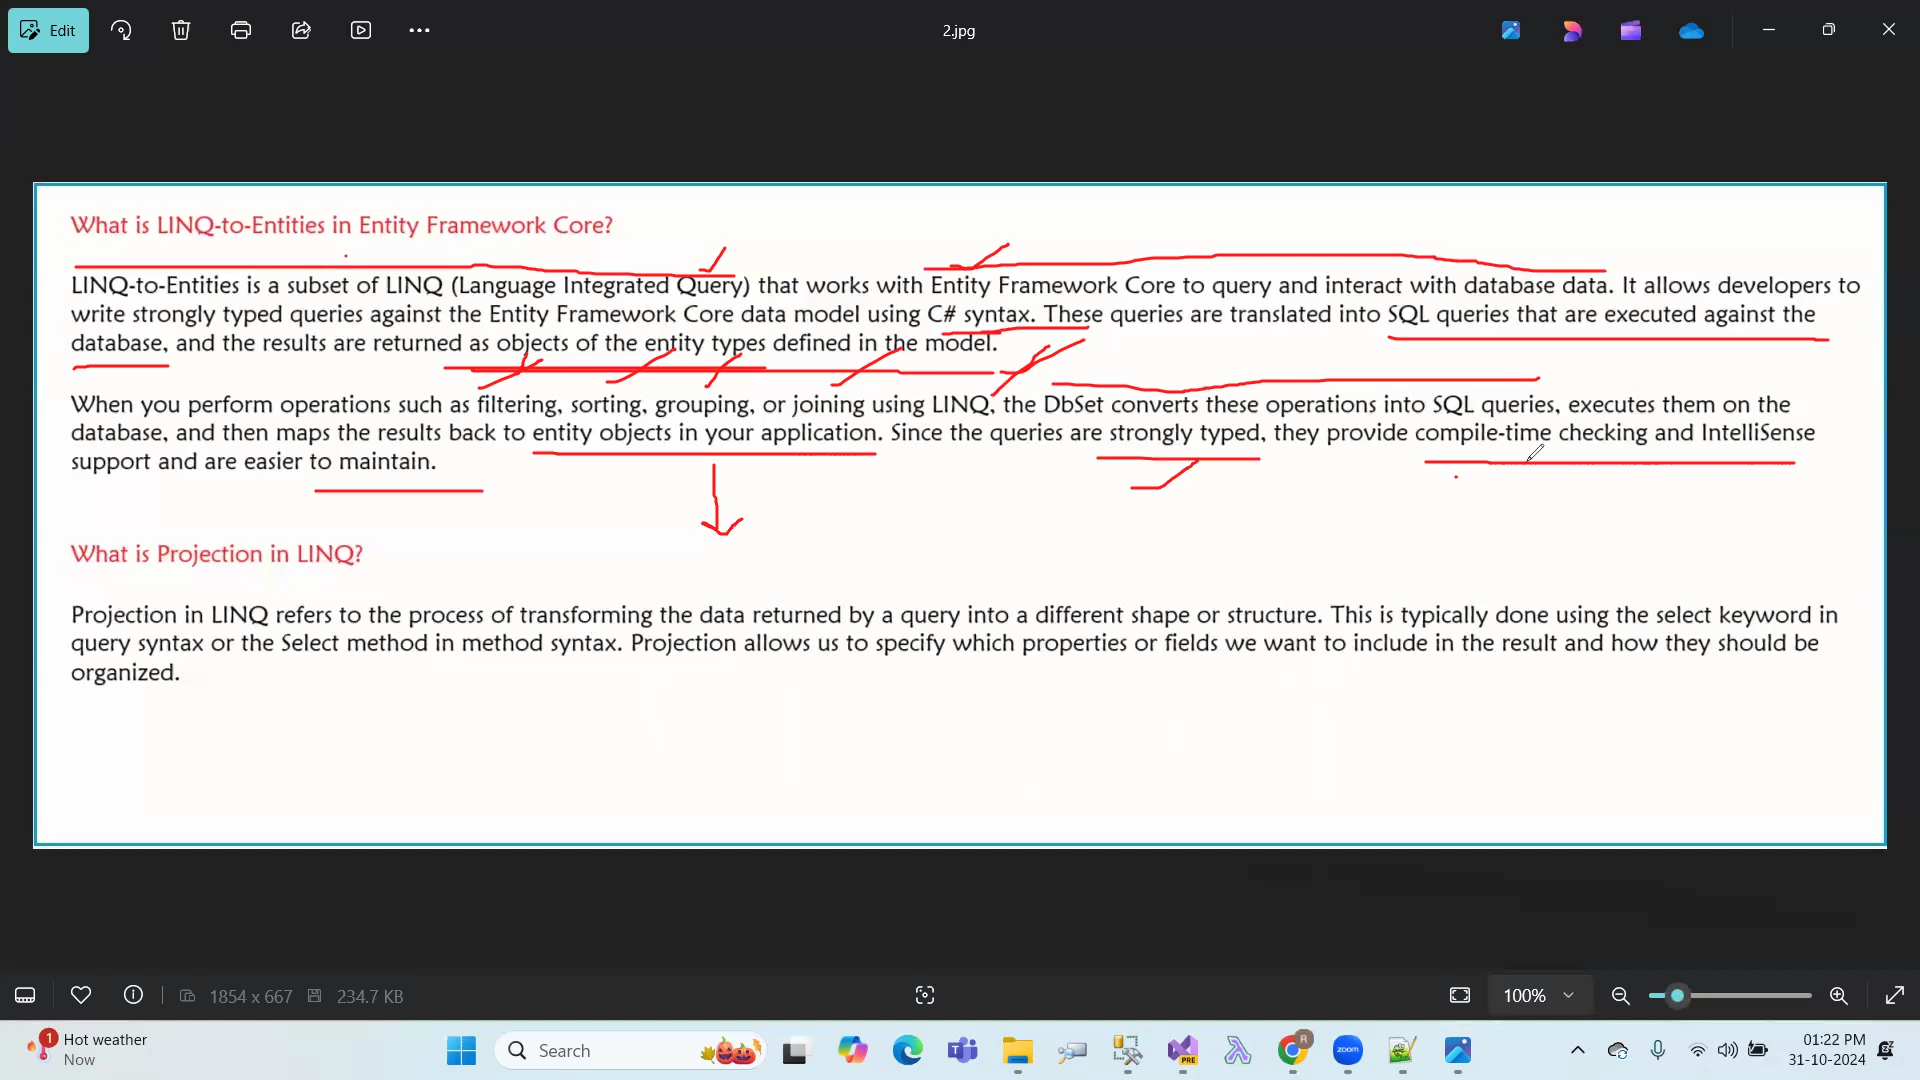 Edit
2.jpg
What is LINQ-to-Entities in Entity Framework Core?
LINQ-to-Entities is a subset of LINQ (Language Integrated Query) that works with Entity Framework Core to query and interact with database data. It allows developers to
write strongly typed queries against the Entity Framework Core data model using C# syntax. These queries are translated into SQL queries that are executed against the
database, and the results are returned as objects of the entity types defined in the model.
When you perform operations such as filtering, sorting, grouping, or joining using LINQ, the DbSet converts these operations into SQL queries, executes them on the
database, and then maps the results back to entity objects in your application. Since the queries are strongly typed, they provide compile-time checking and IntelliSense
support and are easier to maintain.
What is Projection in LINQ?
Projection in LINQ refers to the process of transforming the data returned by a query into a different shape or structure. This is typically done using the select keyword in
query syntax or the Select method in method syntax. Projection allows us to specify which properties or fields we want to include in the result and how they should be
organized.
1854 x 667
234.7 KB
100%
1
Hot weather
Now
Search
PRE
R
zoom
01:22 PM
31-10-2024